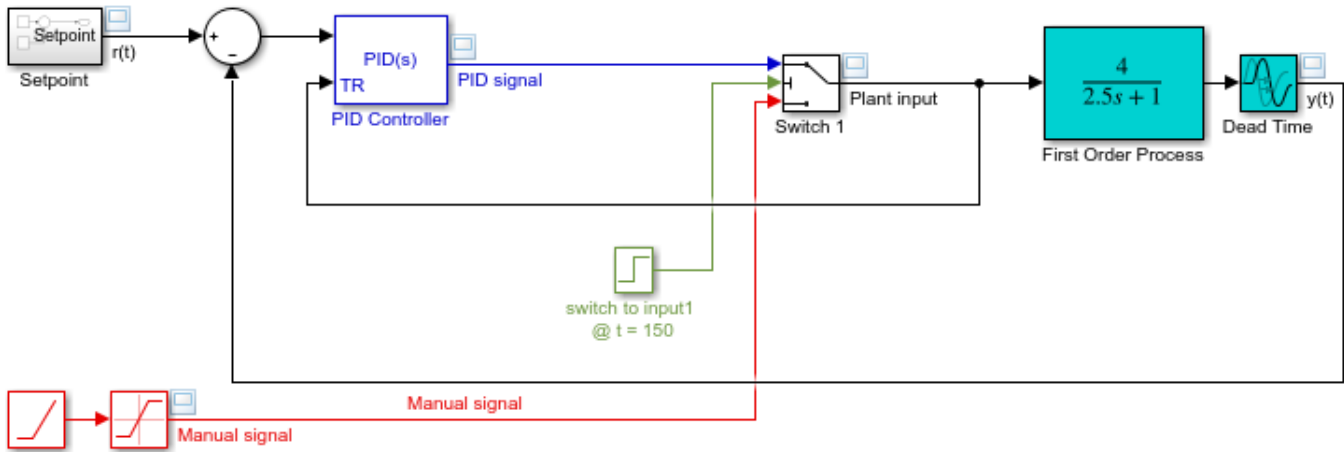 Setpoint
r(t)
Setpoint
+
−
PID(s)
TR
PID Controller
PID signal
Switch 1
Plant input
4
2.5s + 1
First Order Process
Dead Time
y(t)
switch to input1
@ t = 150
Manual signal
Manual signal